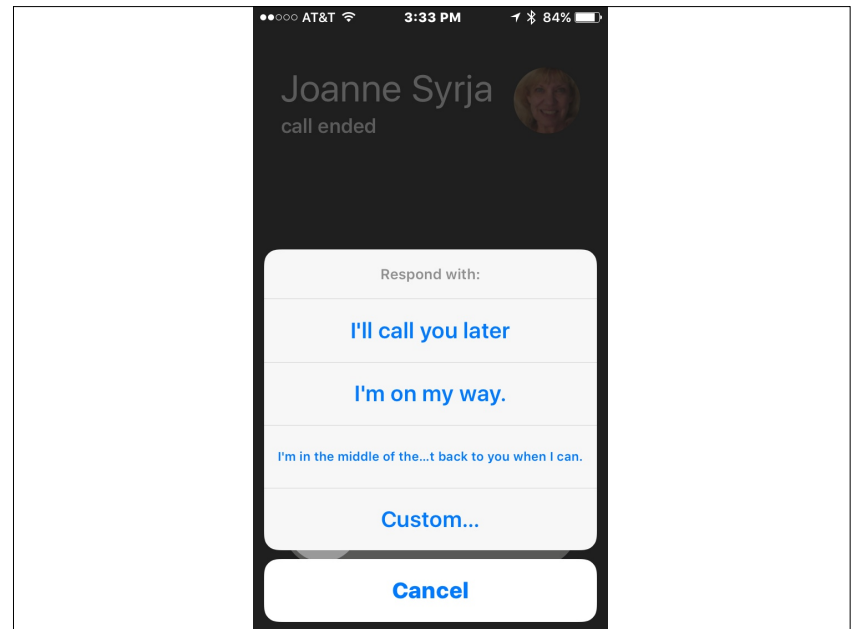 AT&T 3:33 PM 84%
Joanne Syrja
call ended
Respond with:
I'll call you later
I'm on my way.
I'm in the middle of the...t back to you when I can.
Custom...
Cancel